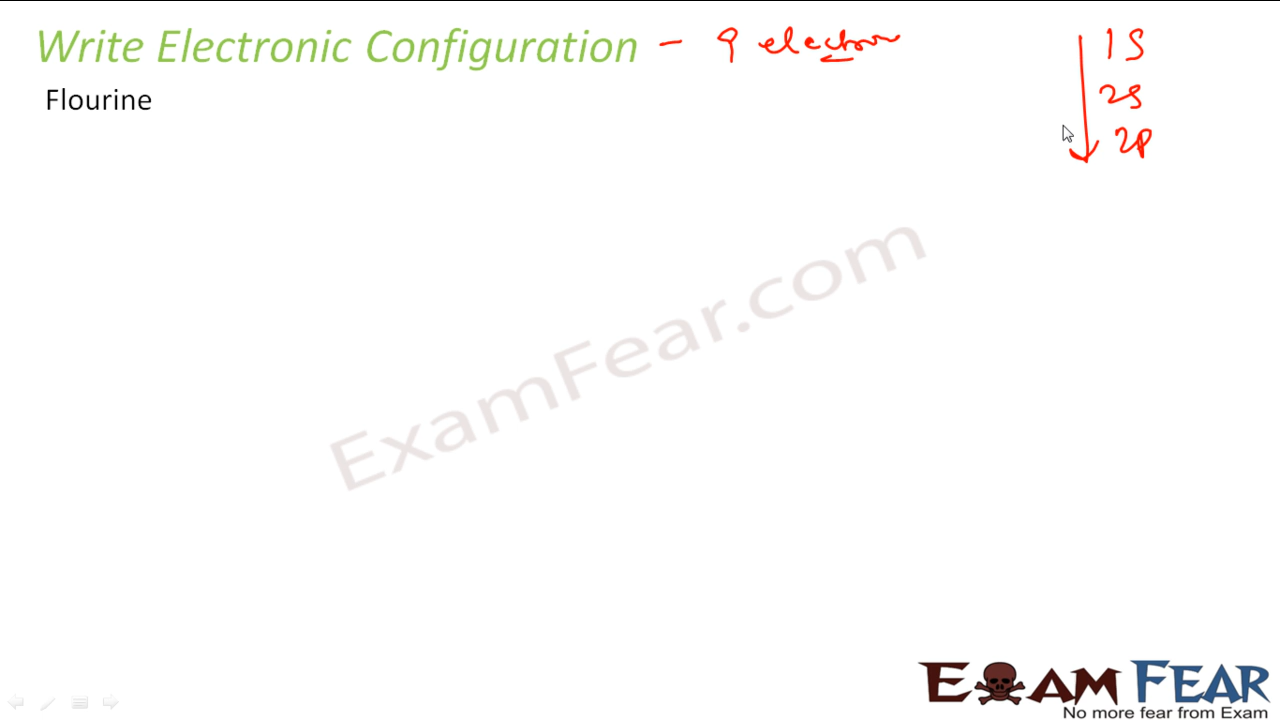 Write Electronic Configuration - 9 electron
Flourine
1S
2S
2P
ExamFear.com
EXAM FEAR
No more fear from Exam